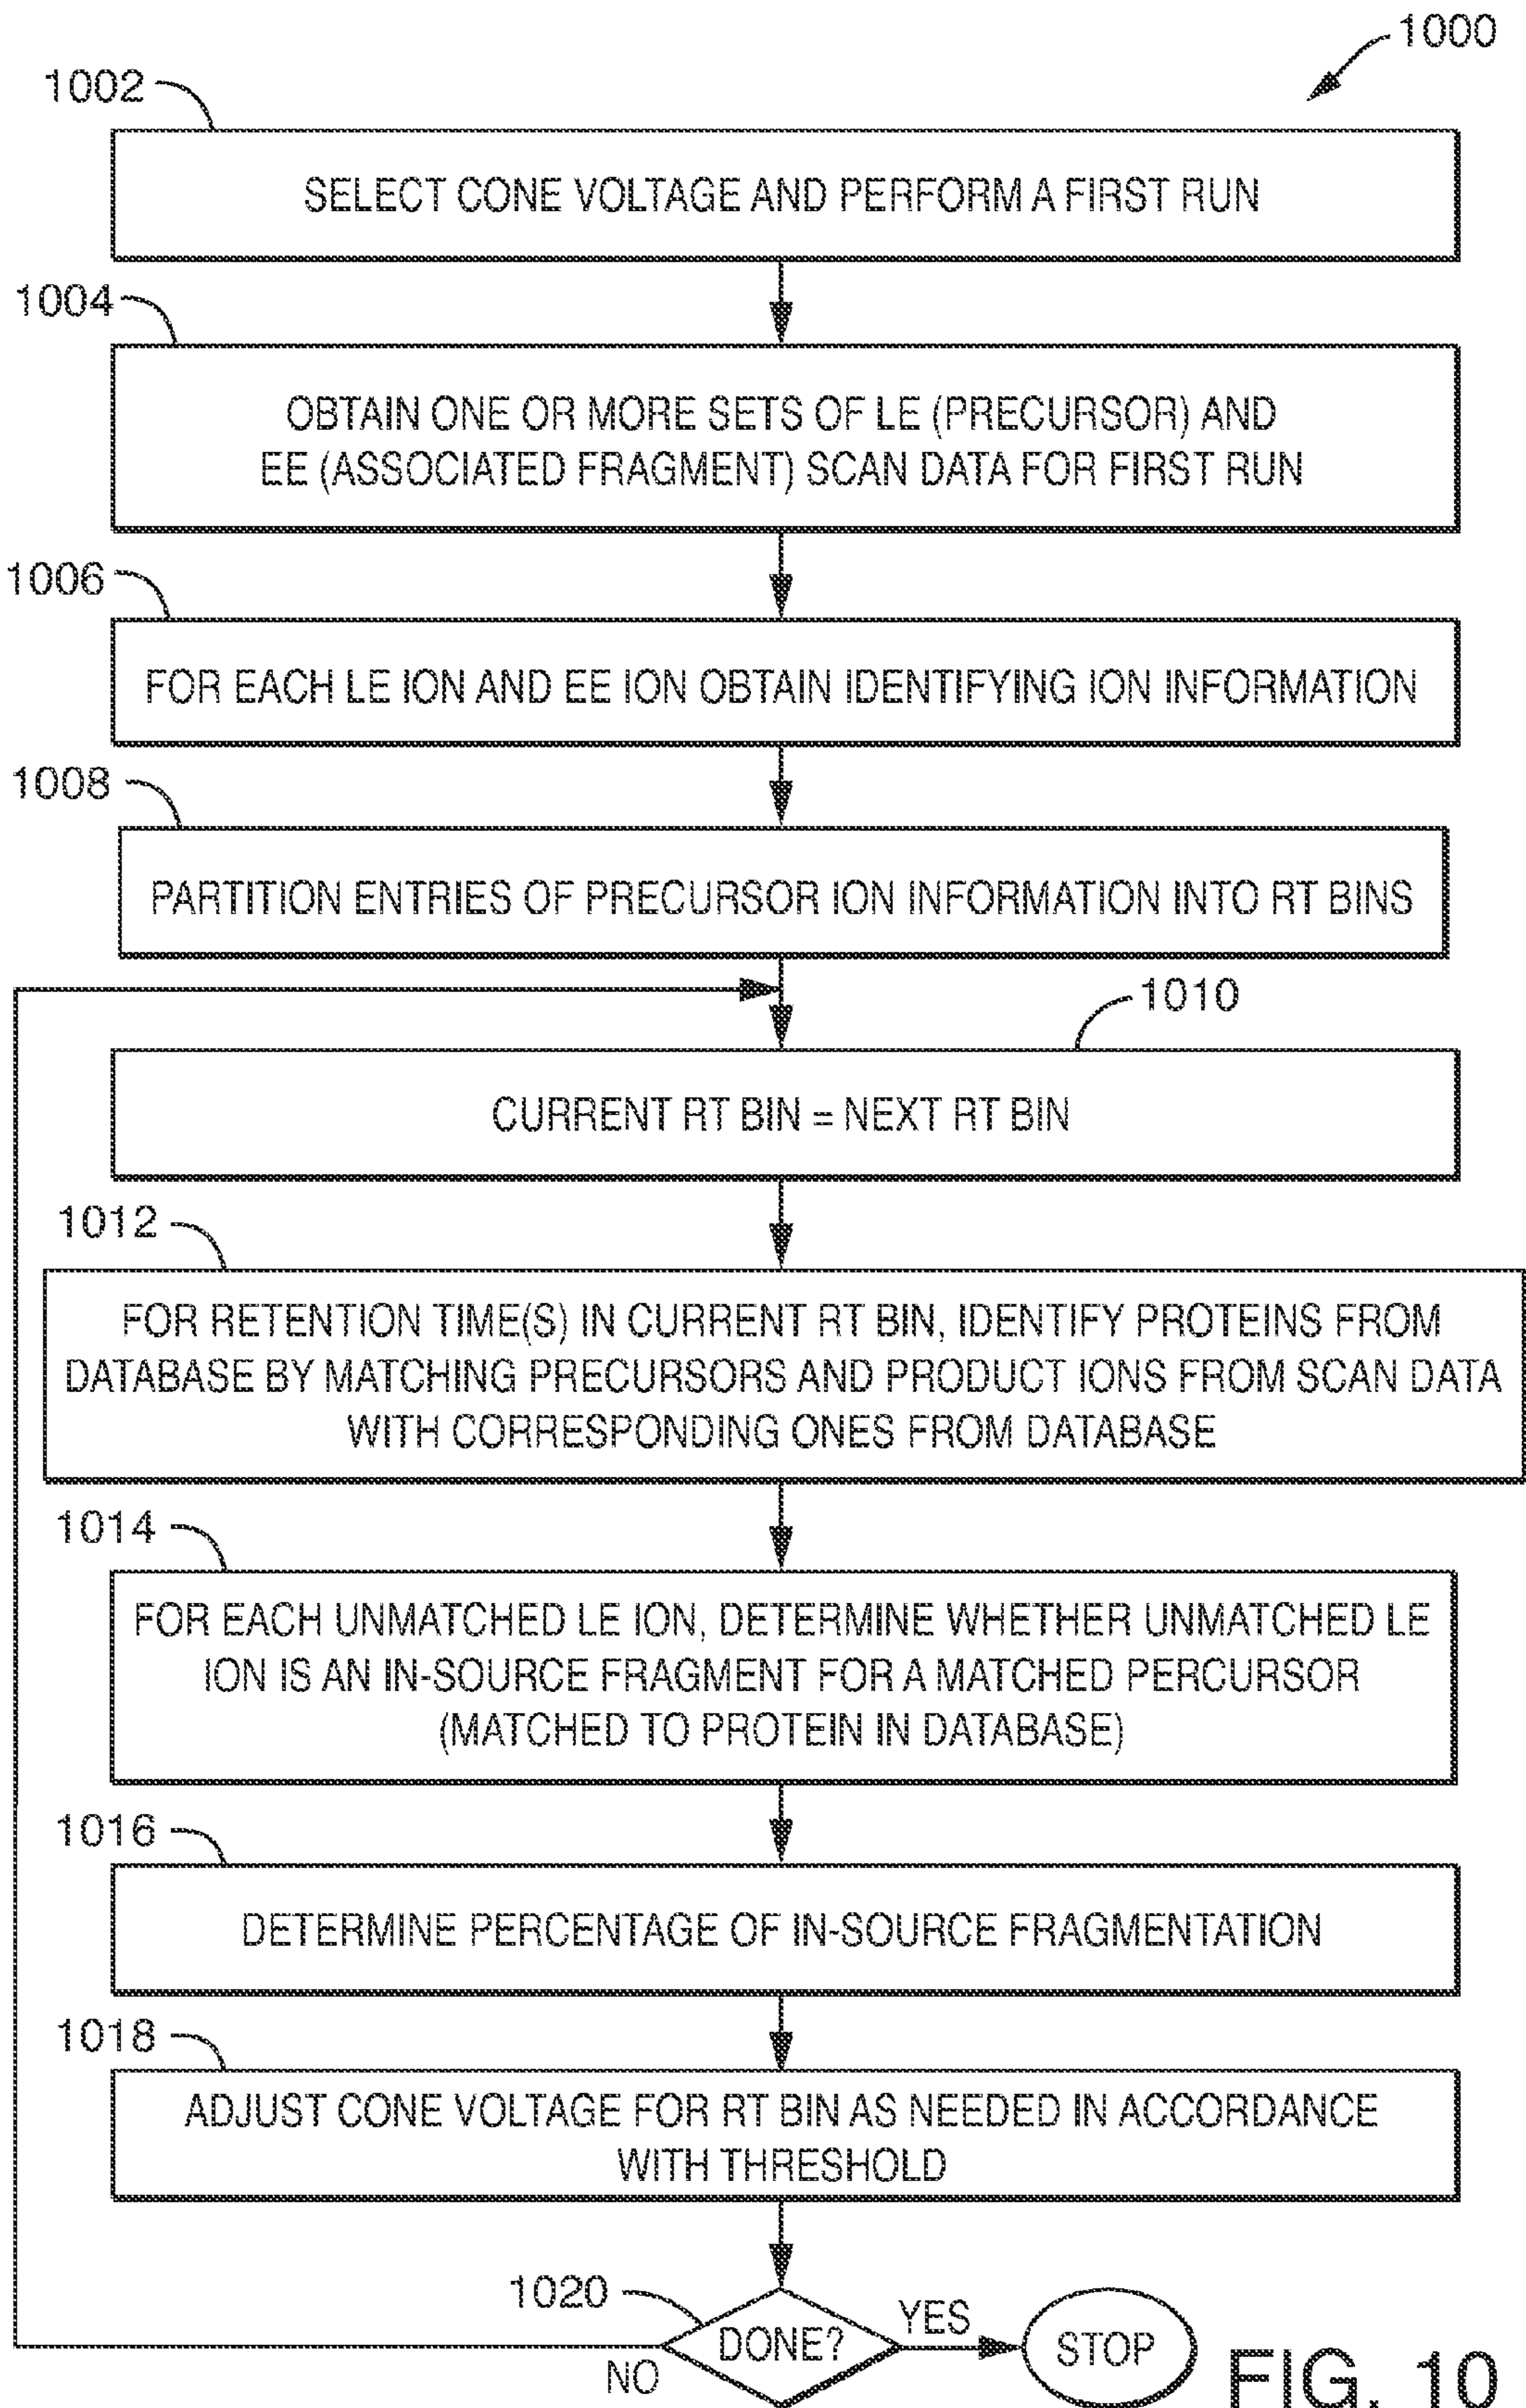 1000
1002
SELECT CONE VOLTAGE AND PERFORM A FIRST RUN
1004
OBTAIN ONE OR MORE SETS OF LE (PRECURSOR) AND
EE (ASSOCIATED FRAGMENT) SCAN DATA FOR FIRST RUN
1006
FOR EACH LE ION AND EE ION OBTAIN IDENTIFYING ION INFORMATION
1008
PARTITION ENTRIES OF PRECURSOR ION INFORMATION INTO RT BINS
1010
CURRENT RT BIN = NEXT RT BIN
1012
FOR RETENTION TIME(S) IN CURRENT RT BIN, IDENTIFY PROTEINS FROM
DATABASE BY MATCHING PRECURSORS AND PRODUCT IONS FROM SCAN DATA
WITH CORRESPONDING ONES FROM DATABASE
1014
FOR EACH UNMATCHED LE ION, DETERMINE WHETHER UNMATCHED LE
ION IS AN IN-SOURCE FRAGMENT FOR A MATCHED PERCURSOR
(MATCHED TO PROTEIN IN DATABASE)
1016
DETERMINE PERCENTAGE OF IN-SOURCE FRAGMENTATION
1018
ADJUST CONE VOLTAGE FOR RT BIN AS NEEDED IN ACCORDANCE
WITH THRESHOLD
1020
DONE?
YES
STOP
NO
FIG. 10